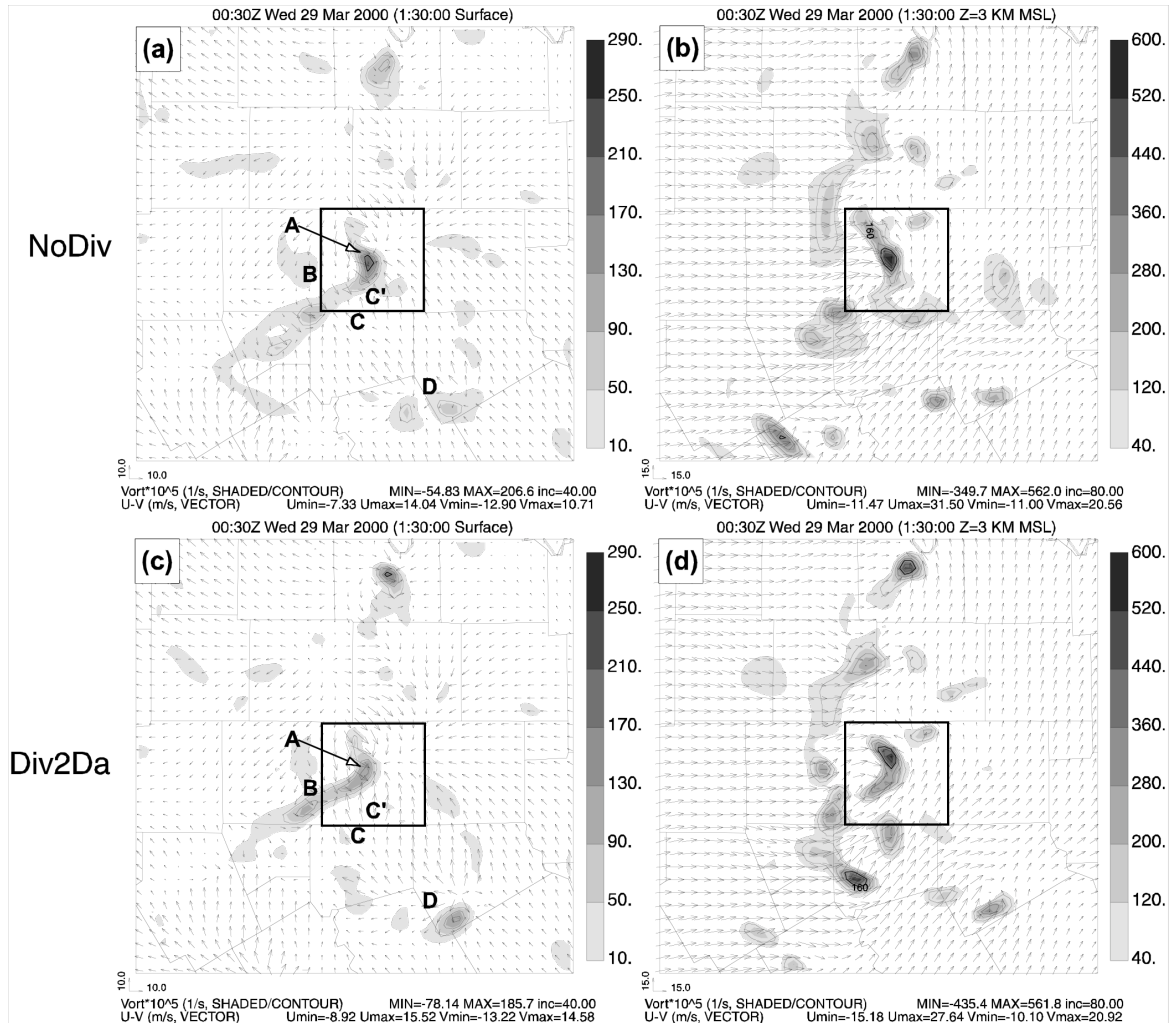 00:30Z Wed 29 Mar 2000 (1:30:00 Surface)
(a)
290.
250.
210.
170.
130.
90.
50.
10.
NoDiv
A
B
C'
C
D
10.0
10.0
Vort*10^5 (1/s, SHADED/CONTOUR) MIN=-54.83 MAX=206.6 inc=40.00
U-V (m/s, VECTOR) Umin=-7.33 Umax=14.04 Vmin=-12.90 Vmax=10.71
00:30Z Wed 29 Mar 2000 (1:30:00 Z=3 KM MSL)
(b)
600.
520.
440.
360.
280.
200.
120.
40.
160
15.0
15.0
Vort*10^5 (1/s, SHADED/CONTOUR) MIN=-349.7 MAX=562.0 inc=80.00
U-V (m/s, VECTOR) Umin=-11.47 Umax=31.50 Vmin=-11.00 Vmax=20.56
00:30Z Wed 29 Mar 2000 (1:30:00 Surface)
(c)
290.
250.
210.
170.
130.
90.
50.
10.
Div2Da
A
B
C'
C
D
10.0
10.0
Vort*10^5 (1/s, SHADED/CONTOUR) MIN=-78.14 MAX=185.7 inc=40.00
U-V (m/s, VECTOR) Umin=-8.92 Umax=15.52 Vmin=-13.22 Vmax=14.58
00:30Z Wed 29 Mar 2000 (1:30:00 Z=3 KM MSL)
(d)
600.
520.
440.
360.
280.
200.
120.
40.
160
15.0
15.0
Vort*10^5 (1/s, SHADED/CONTOUR) MIN=-435.4 MAX=561.8 inc=80.00
U-V (m/s, VECTOR) Umin=-15.18 Umax=27.64 Vmin=-10.10 Vmax=20.92